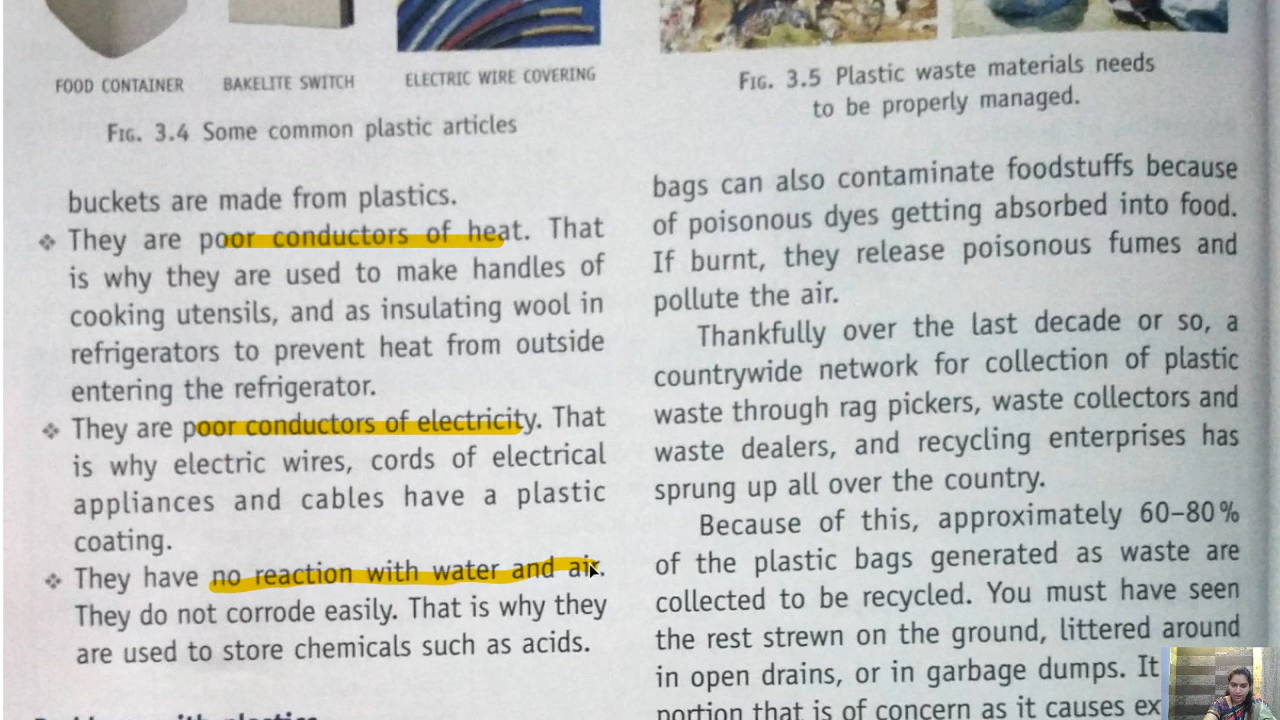 FOOD CONTAINER
BAKELITE SWITCH
ELECTRIC WIRE COVERING
FIG. 3.4 Some common plastic articles
buckets are made from plastics.
❖ They are poor conductors of heat. That
is why they are used to make handles of
cooking utensils, and as insulating wool in
refrigerators to prevent heat from outside
entering the refrigerator.
❖ They are poor conductors of electricity. That
is why electric wires, cords of electrical
appliances and cables have a plastic
coating.
❖ They have no reaction with water and air.
They do not corrode easily. That is why they
are used to store chemicals such as acids.
with plastics
FIG. 3.5 Plastic waste materials needs
to be properly managed.
bags can also contaminate foodstuffs because
of poisonous dyes getting absorbed into food.
If burnt, they release poisonous fumes and
pollute the air.
Thankfully over the last decade or so, a
countrywide network for collection of plastic
waste through rag pickers, waste collectors and
waste dealers, and recycling enterprises has
sprung up all over the country.
Because of this, approximately 60–80%
of the plastic bags generated as waste are
collected to be recycled. You must have seen
the rest strewn on the ground, littered around
in open drains, or in garbage dumps. It
portion that is of concern as it causes ex